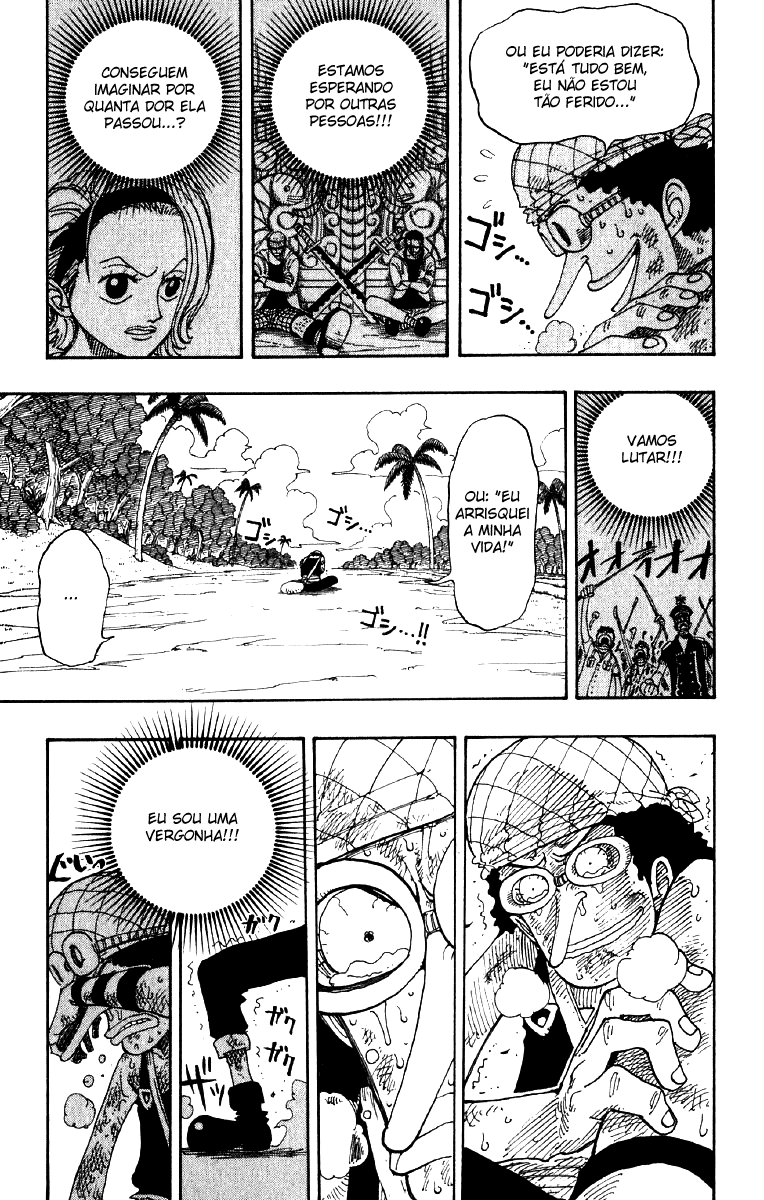 OU EU PODERIA DIZER:
"ESTÁ TUDO BEM,
EU NÃO ESTOU
TÃO FERIDO..."
ゴシ...
ゴシ...
ESTAMOS
ESPERANDO
POR OUTRAS
PESSOAS!!!
CONSEGUEM
IMAGINAR POR
QUANTA DOR ELA
PASSOU...?
VAMOS
LUTAR!!!
オオオオ
OU: "EU
ARRISQUEI
A MINHA
VIDA!"
ゴシ...
ゴシ...
ゴシ...!!
...
EU SOU UMA
VERGONHA!!!
ガク
ガク
ガク
ザッ
ぐいっ